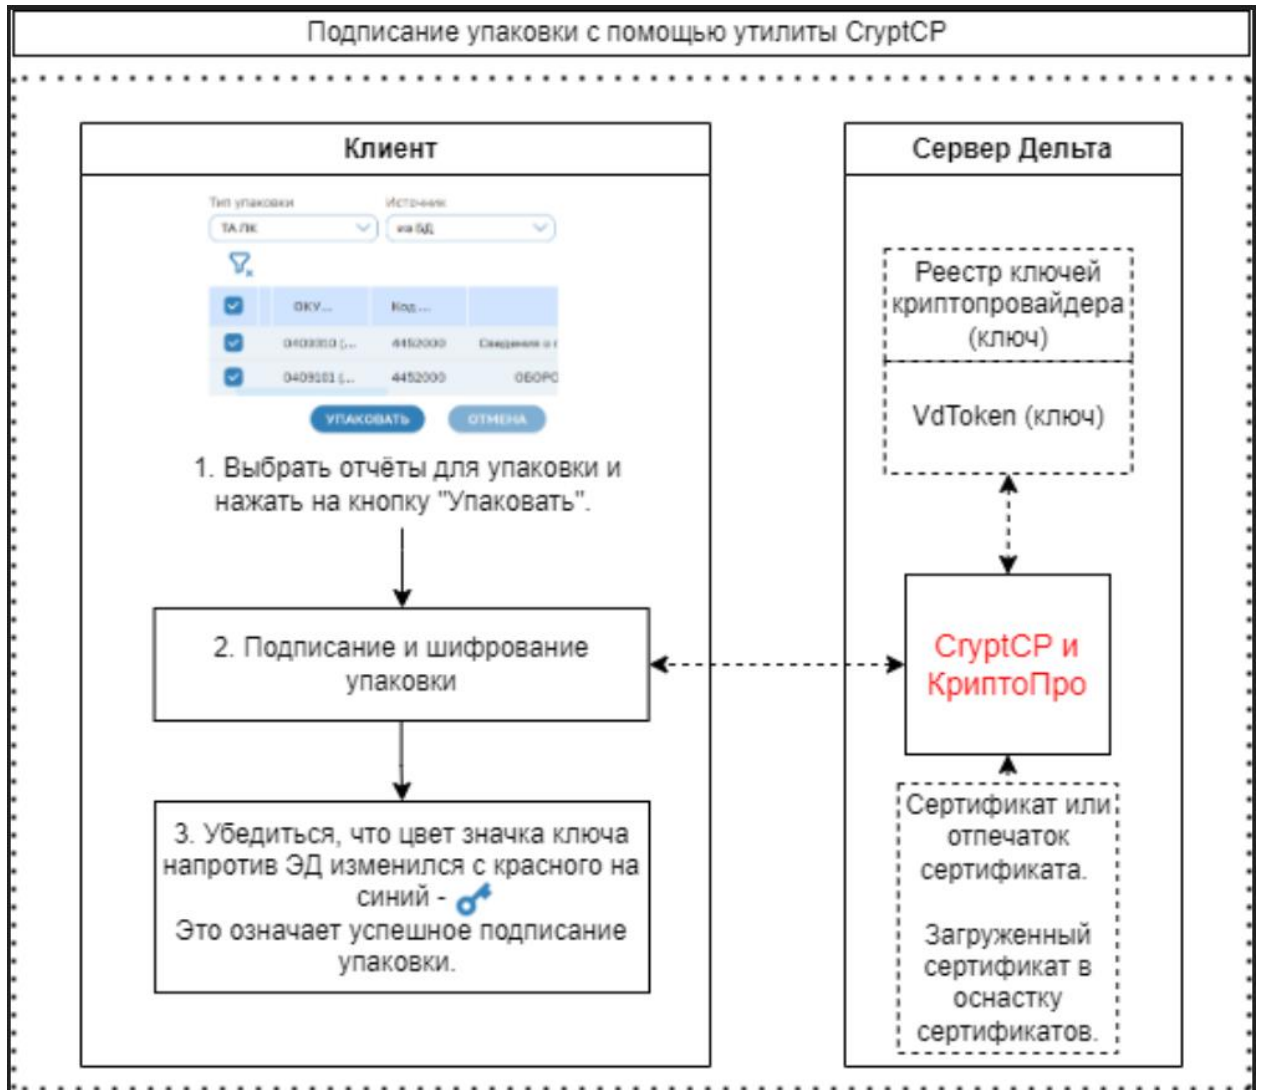 Подписание упаковки с помощью утилиты CryptCP
Клиент
Тип упаковки
Источник
ТА ЛК
из БД
ОКУ...
Код ...
0409101 (...
4452000
ОБОРО
4452000
Сведения о
УПАКОВАТЬ
ОТМЕНА
1. Выбрать отчёты для упаковки и
нажать на кнопку "Упаковать".
2. Подписание и шифрование
упаковки
3. Убедиться, что цвет значка ключа
напротив ЭД изменился с красного на
синий -
Это означает успешное подписание
упаковки.
Сервер Дельта
Реестр ключей
криптопровайдера
(ключ)
VdToken (ключ)
CryptCP и
КриптоПро
Сертификат или
отпечаток
сертификата.
Загруженный
сертификат в
оснастку
сертификатов.